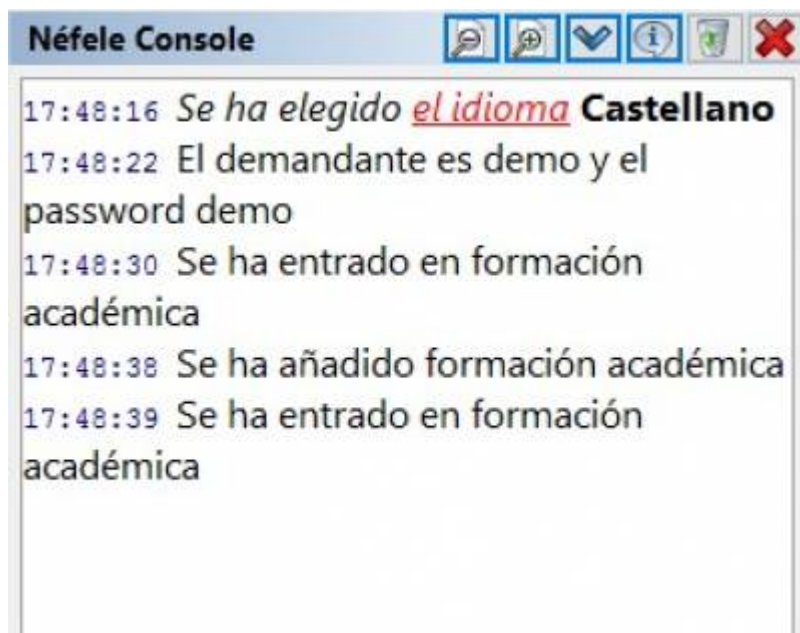 Néfele Console
17:48:16 Se ha elegido el idioma Castellano
17:48:22 El demandante es demo y el
password demo
17:48:30 Se ha entrado en formación
académica
17:48:38 Se ha añadido formación académica
17:48:39 Se ha entrado en formación
académica